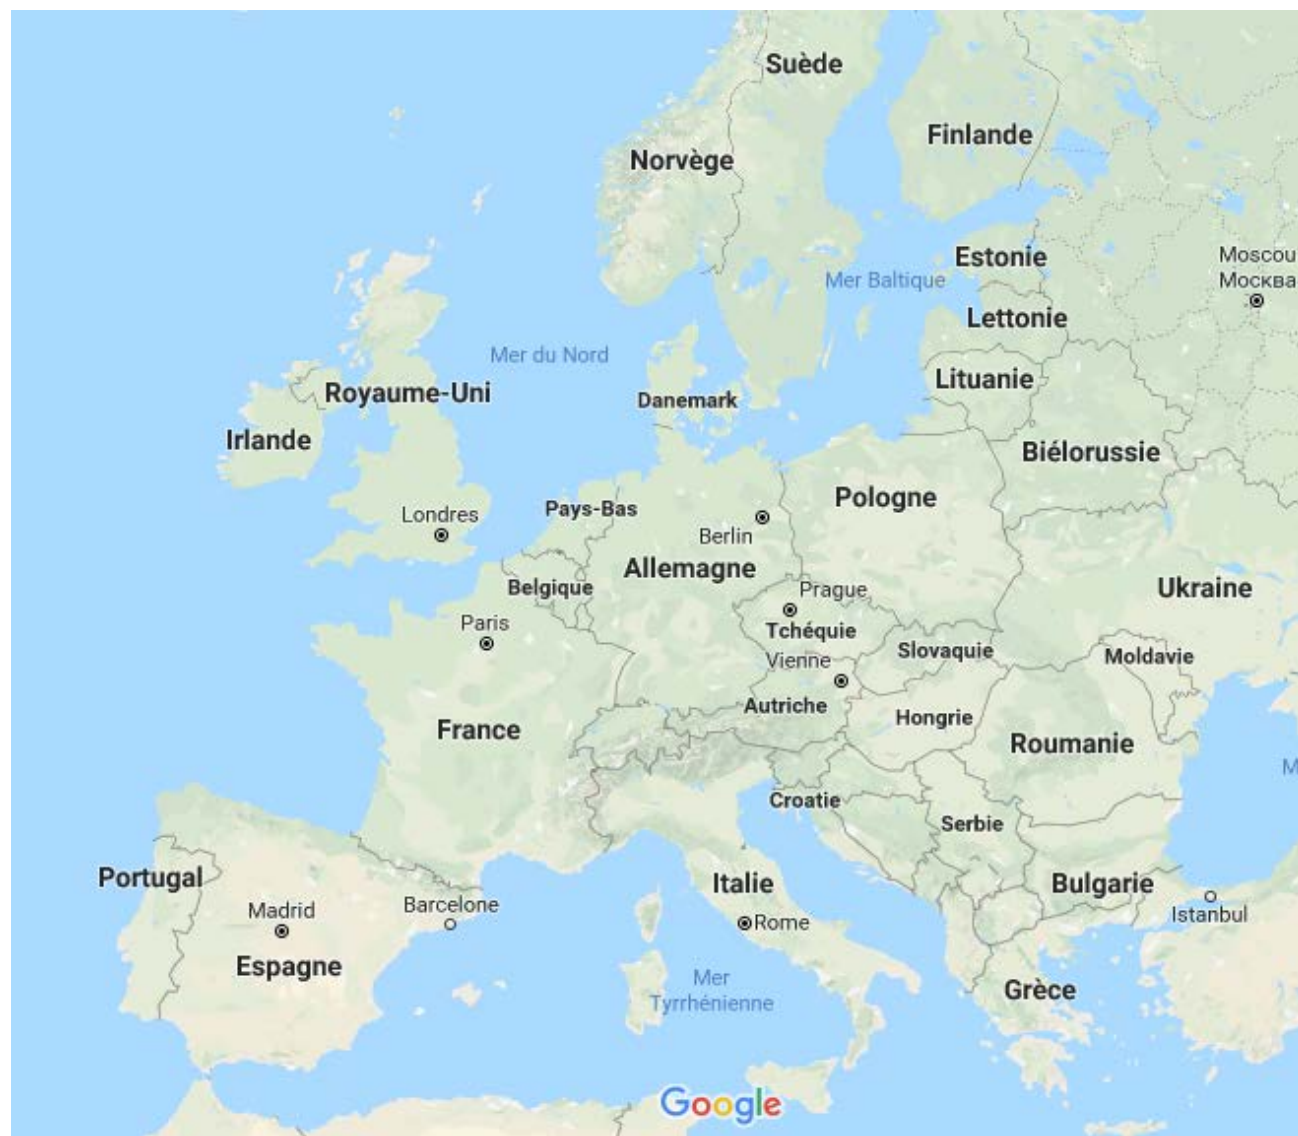 Suède
Finlande
Norvège
Estonie
Moscou
Москва
Mer Baltique
Lettonie
Mer du Nord
Lituanie
Royaume-Uni
Danemark
Irlande
Biélorussie
Pologne
Pays-Bas
Londres
Berlin
Allemagne
Belgique
Prague
Ukraine
Paris
Tchéquie
Slovaquie
Moldavie
Vienne
Autriche
Hongrie
France
Roumanie
M
Croatie
Serbie
Portugal
Italie
Bulgarie
Barcelone
Madrid
Istanbul
Rome
Espagne
Mer
Tyrrhénienne
Grèce
Google